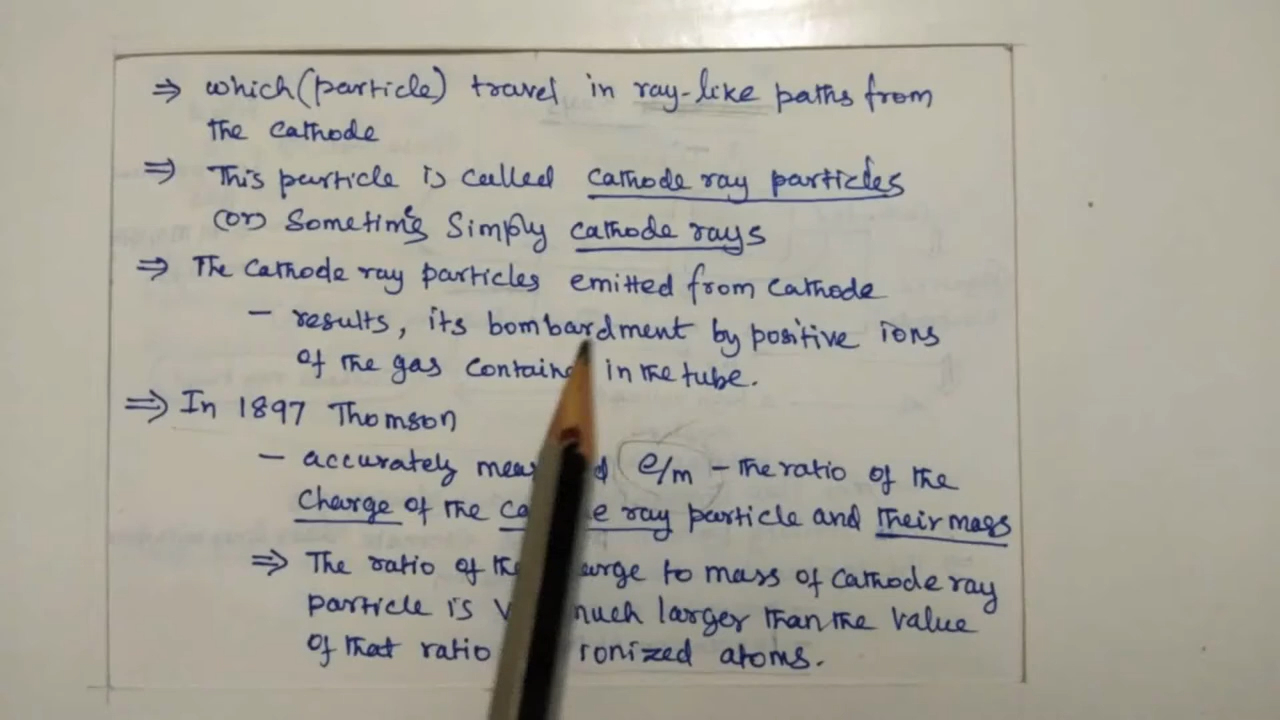 ⇒ which (particle) travel in ray-like paths from
the cathode
⇒ This particle is called cathode ray particles
(or) Sometimes Simply cathode rays
⇒ The Cathode ray particles emitted from cathode
- results, its bombardment by positive ions
of the gas contained in the tube.
⇒ In 1897 Thomson
- accurately e/m - The ratio of the
Charge of the ray particle and their mass
⇒ The ratio of the to mass of cathode ray
particle is much larger than the value
of that ratio ionized atoms.